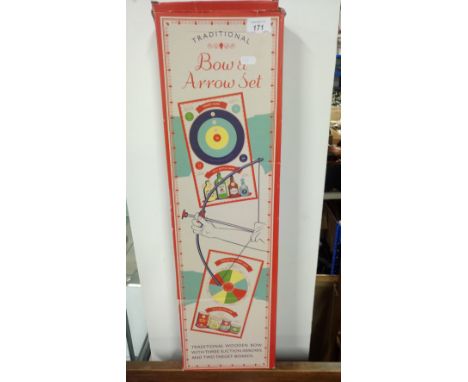 171
TRADITIONAL
Bow &
Arrow Set
TRADITIONAL WOODEN BOW
WITH THREE SUCTION ARROWS
AND TWO TARGET BOARDS.